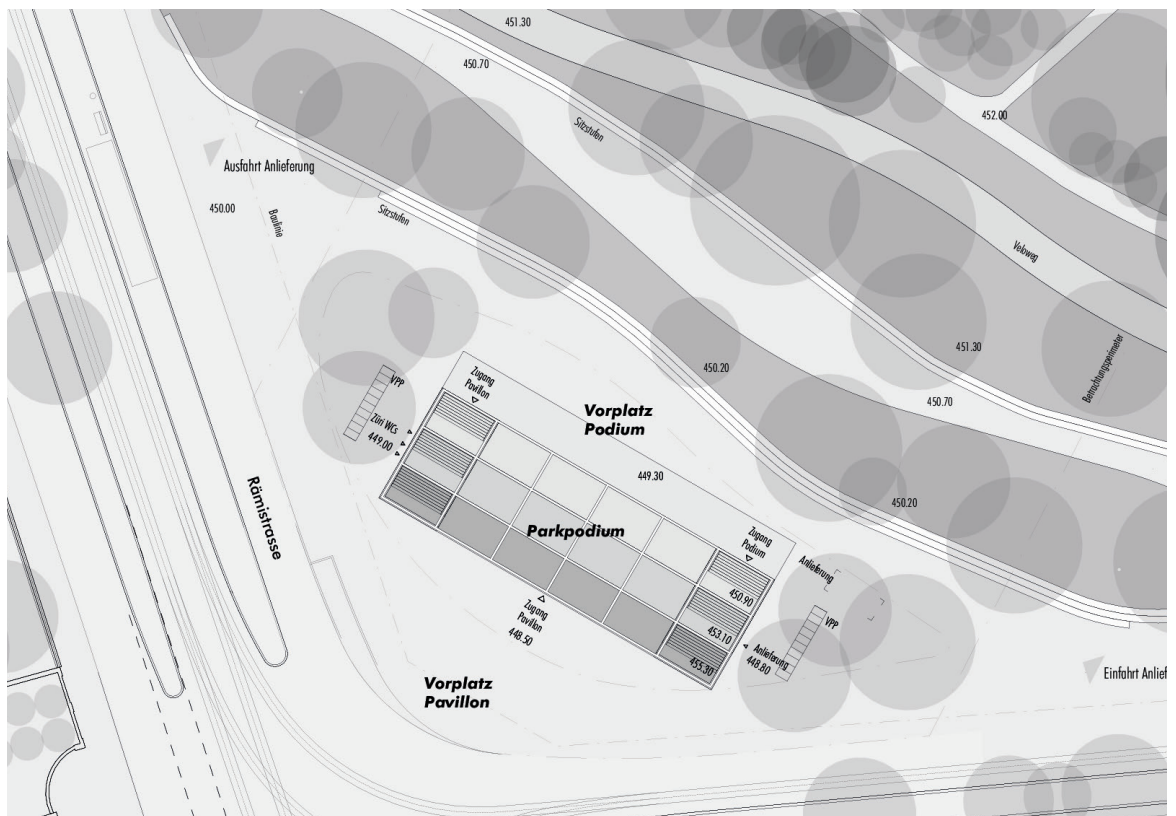 451.30
450.70
Sitzstufen
452.00
Ausfahrt Anlieferung
450.00
Baulinie
Sitzstufen
Veloweg
451.30
Betrachtungsperimeter
450.20
450.70
VPP
Zugang
Pavillon
Vorplatz
Podium
Züri WCs
449.00
449.30
450.20
Rämistrasse
Parkpodium
Zugang
Podium
Anlieferung
450.90
Zugang
Pavillon
448.50
453.10
VPP
455.30
Anlieferung
448.80
Vorplatz
Pavillon
Einfahrt Anlief